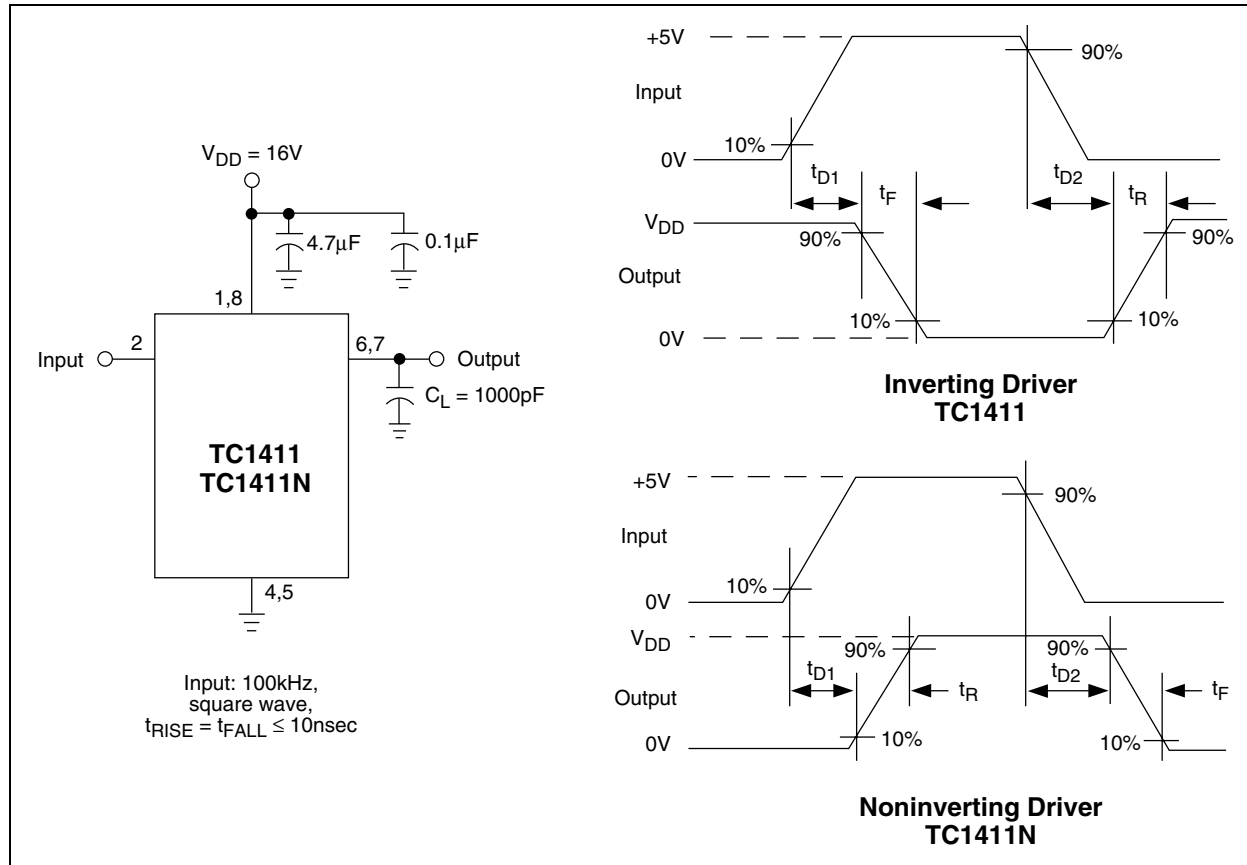 V_DD = 16V
4.7μF
0.1μF
1,8
2
6,7
Input
Output
C_L = 1000pF
TC1411
TC1411N
4,5
Input: 100kHz,
square wave,
t_RISE = t_FALL ≤ 10nsec
+5V
90%
Input
10%
0V
t_D1
t_F
t_D2
t_R
V_DD
90%
90%
Output
10%
10%
0V
Inverting Driver
TC1411
+5V
90%
Input
10%
0V
V_DD
90%
90%
t_D1
t_R
t_D2
t_F
Output
10%
10%
0V
Noninverting Driver
TC1411N